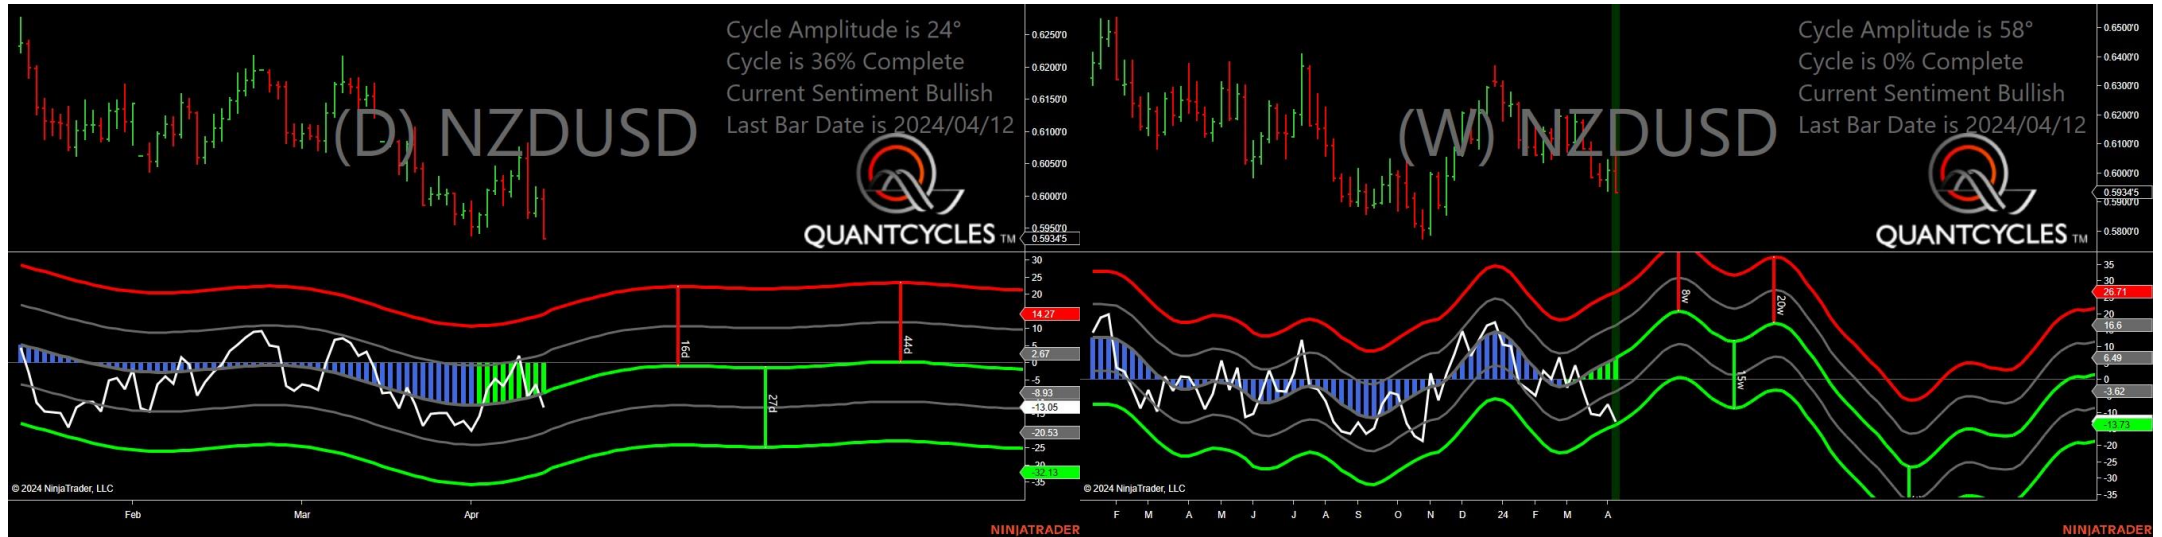 Cycle Amplitude is 24°
Cycle is 36% Complete
Current Sentiment Bullish
Last Bar Date is 2024/04/12
(D) NZDUSD
QUANTCYCLES TM
0.6250'0
0.6200'0
0.6150'0
0.6100'0
0.6050'0
0.6000'0
0.5950'0
0.5934'5
30
25
20
14.27
10
5
2.67
0
-5
-8.93
-13.05
-20.53
-25
-30
-32.13
-35
16d
27d
44d
© 2024 NinjaTrader, LLC
Feb
Mar
Apr
NINJATRADER
Cycle Amplitude is 58°
Cycle is 0% Complete
Current Sentiment Bullish
Last Bar Date is 2024/04/12
(W) NZDUSD
QUANTCYCLES TM
0.6500'0
0.6400'0
0.6300'0
0.6200'0
0.6100'0
0.6000'0
0.5934'5
0.5900'0
0.5800'0
35
30
26.71
16.6
10
6.49
0
-3.62
-10
-13.73
-20
-25
-30
-35
8w
15w
20w
© 2024 NinjaTrader, LLC
F M A M J J A S O N D 24 F M A
NINJATRADER